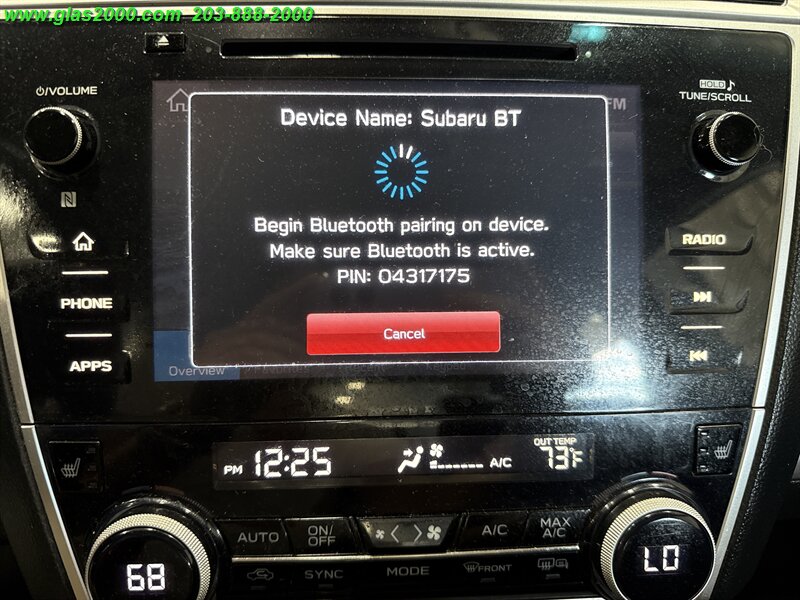 www.glas2000.com  203-888-2000
VOLUME
HOLD
TUNE/SCROLL
FM
Device Name: Subaru BT
Begin Bluetooth pairing on device.
Make sure Bluetooth is active.
PIN: 04317175
Cancel
Overview
PHONE
APPS
RADIO
PM 12:25
A/C
OUT TEMP
73°F
AUTO
ON/
OFF
A/C
MAX
A/C
68
LO
SYNC
MODE
FRONT